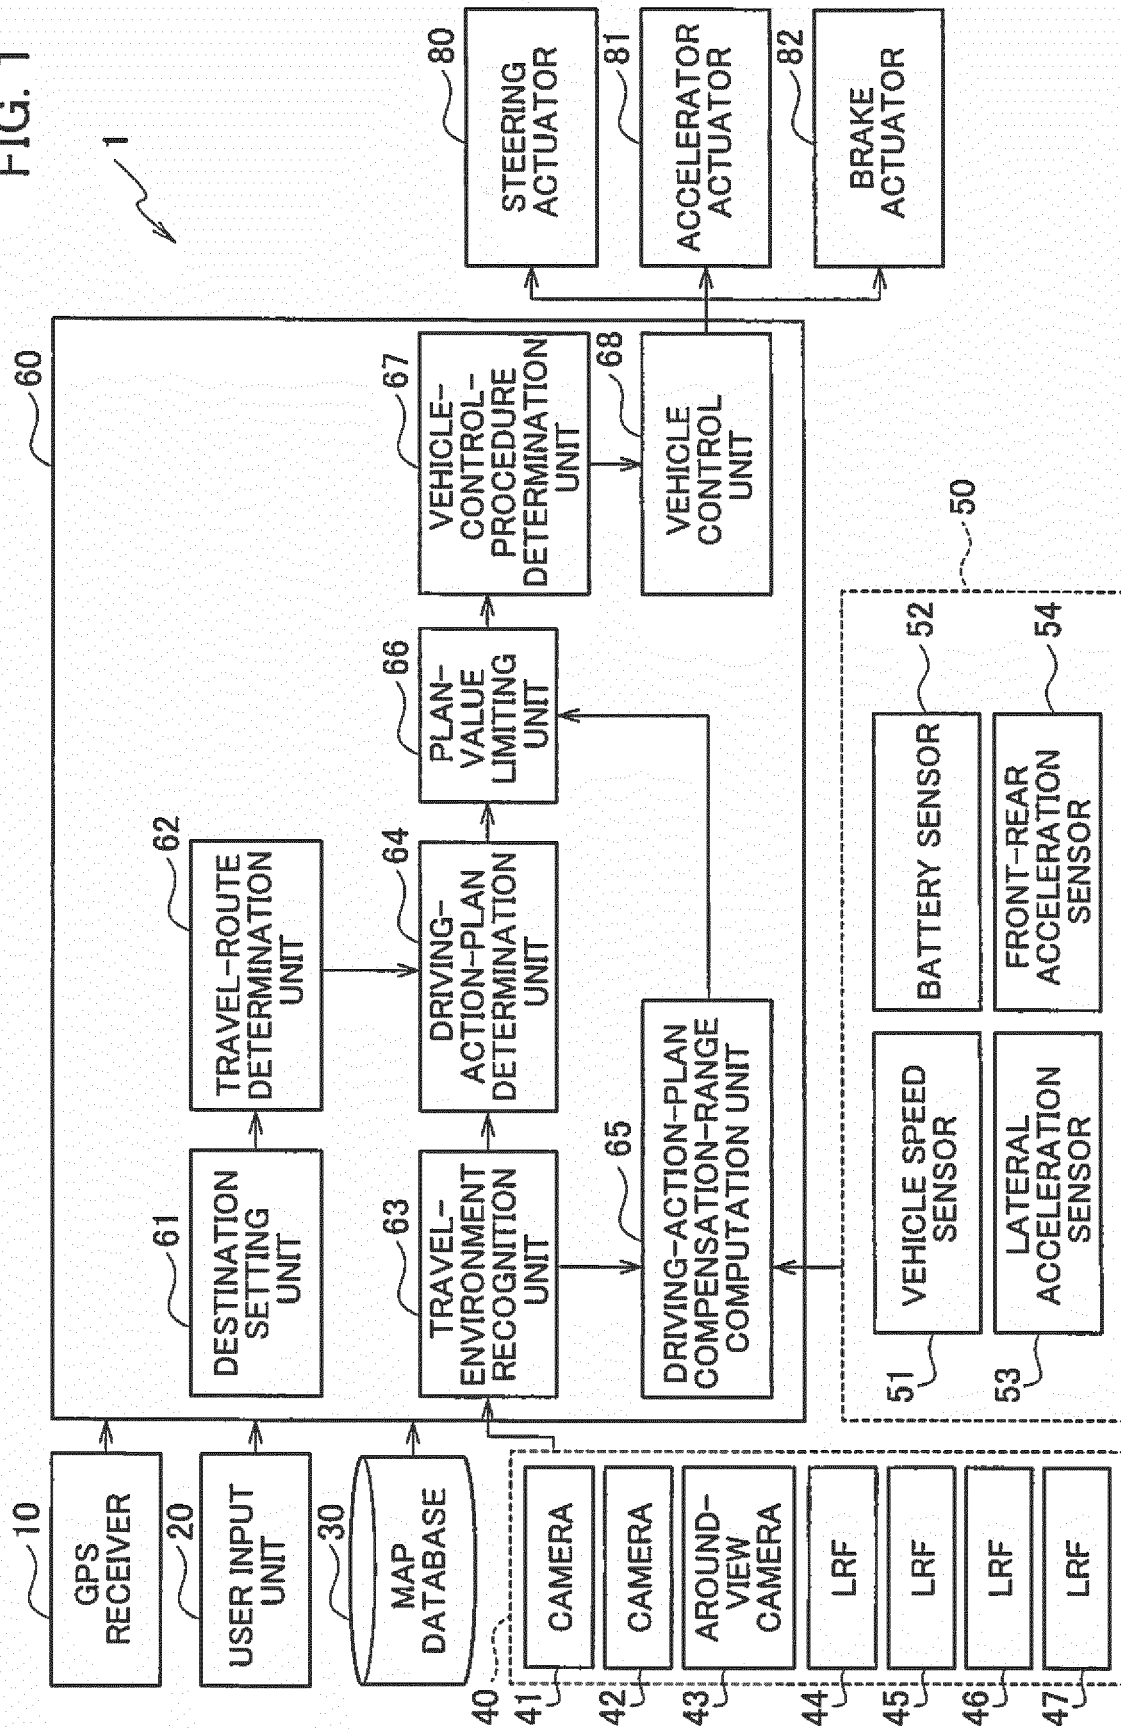 FIG. 1
1
10
GPS
RECEIVER
20
USER INPUT
UNIT
30
MAP
DATABASE
40
41
CAMERA
42
CAMERA
43
AROUND-
VIEW
CAMERA
44
LRF
45
LRF
46
LRF
47
LRF
60
61
DESTINATION
SETTING
UNIT
62
TRAVEL-ROUTE
DETERMINATION
UNIT
63
TRAVEL-
ENVIRONMENT
RECOGNITION
UNIT
64
DRIVING-
ACTION-PLAN
DETERMINATION
UNIT
65
DRIVING-ACTION-PLAN
COMPENSATION-RANGE
COMPUTATION UNIT
66
PLAN-
VALUE
LIMITING
UNIT
67
VEHICLE-
CONTROL-
PROCEDURE
DETERMINATION
UNIT
68
VEHICLE
CONTROL
UNIT
50
51
VEHICLE SPEED
SENSOR
52
BATTERY SENSOR
53
LATERAL
ACCELERATION
SENSOR
54
FRONT-REAR
ACCELERATION
SENSOR
80
STEERING
ACTUATOR
81
ACCELERATOR
ACTUATOR
82
BRAKE
ACTUATOR